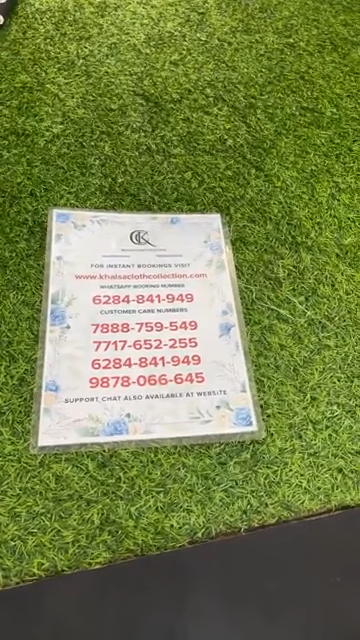 CK
FOR INSTANT BOOKINGS VISIT
www.khalsaclothcollection.com
WHATSAPP BOOKING NUMBER
6284-841-949
CUSTOMER CARE NUMBERS
7888-759-549
7717-652-255
6284-841-949
9878-066-645
SUPPORT CHAT ALSO AVAILABLE AT WEBSITE